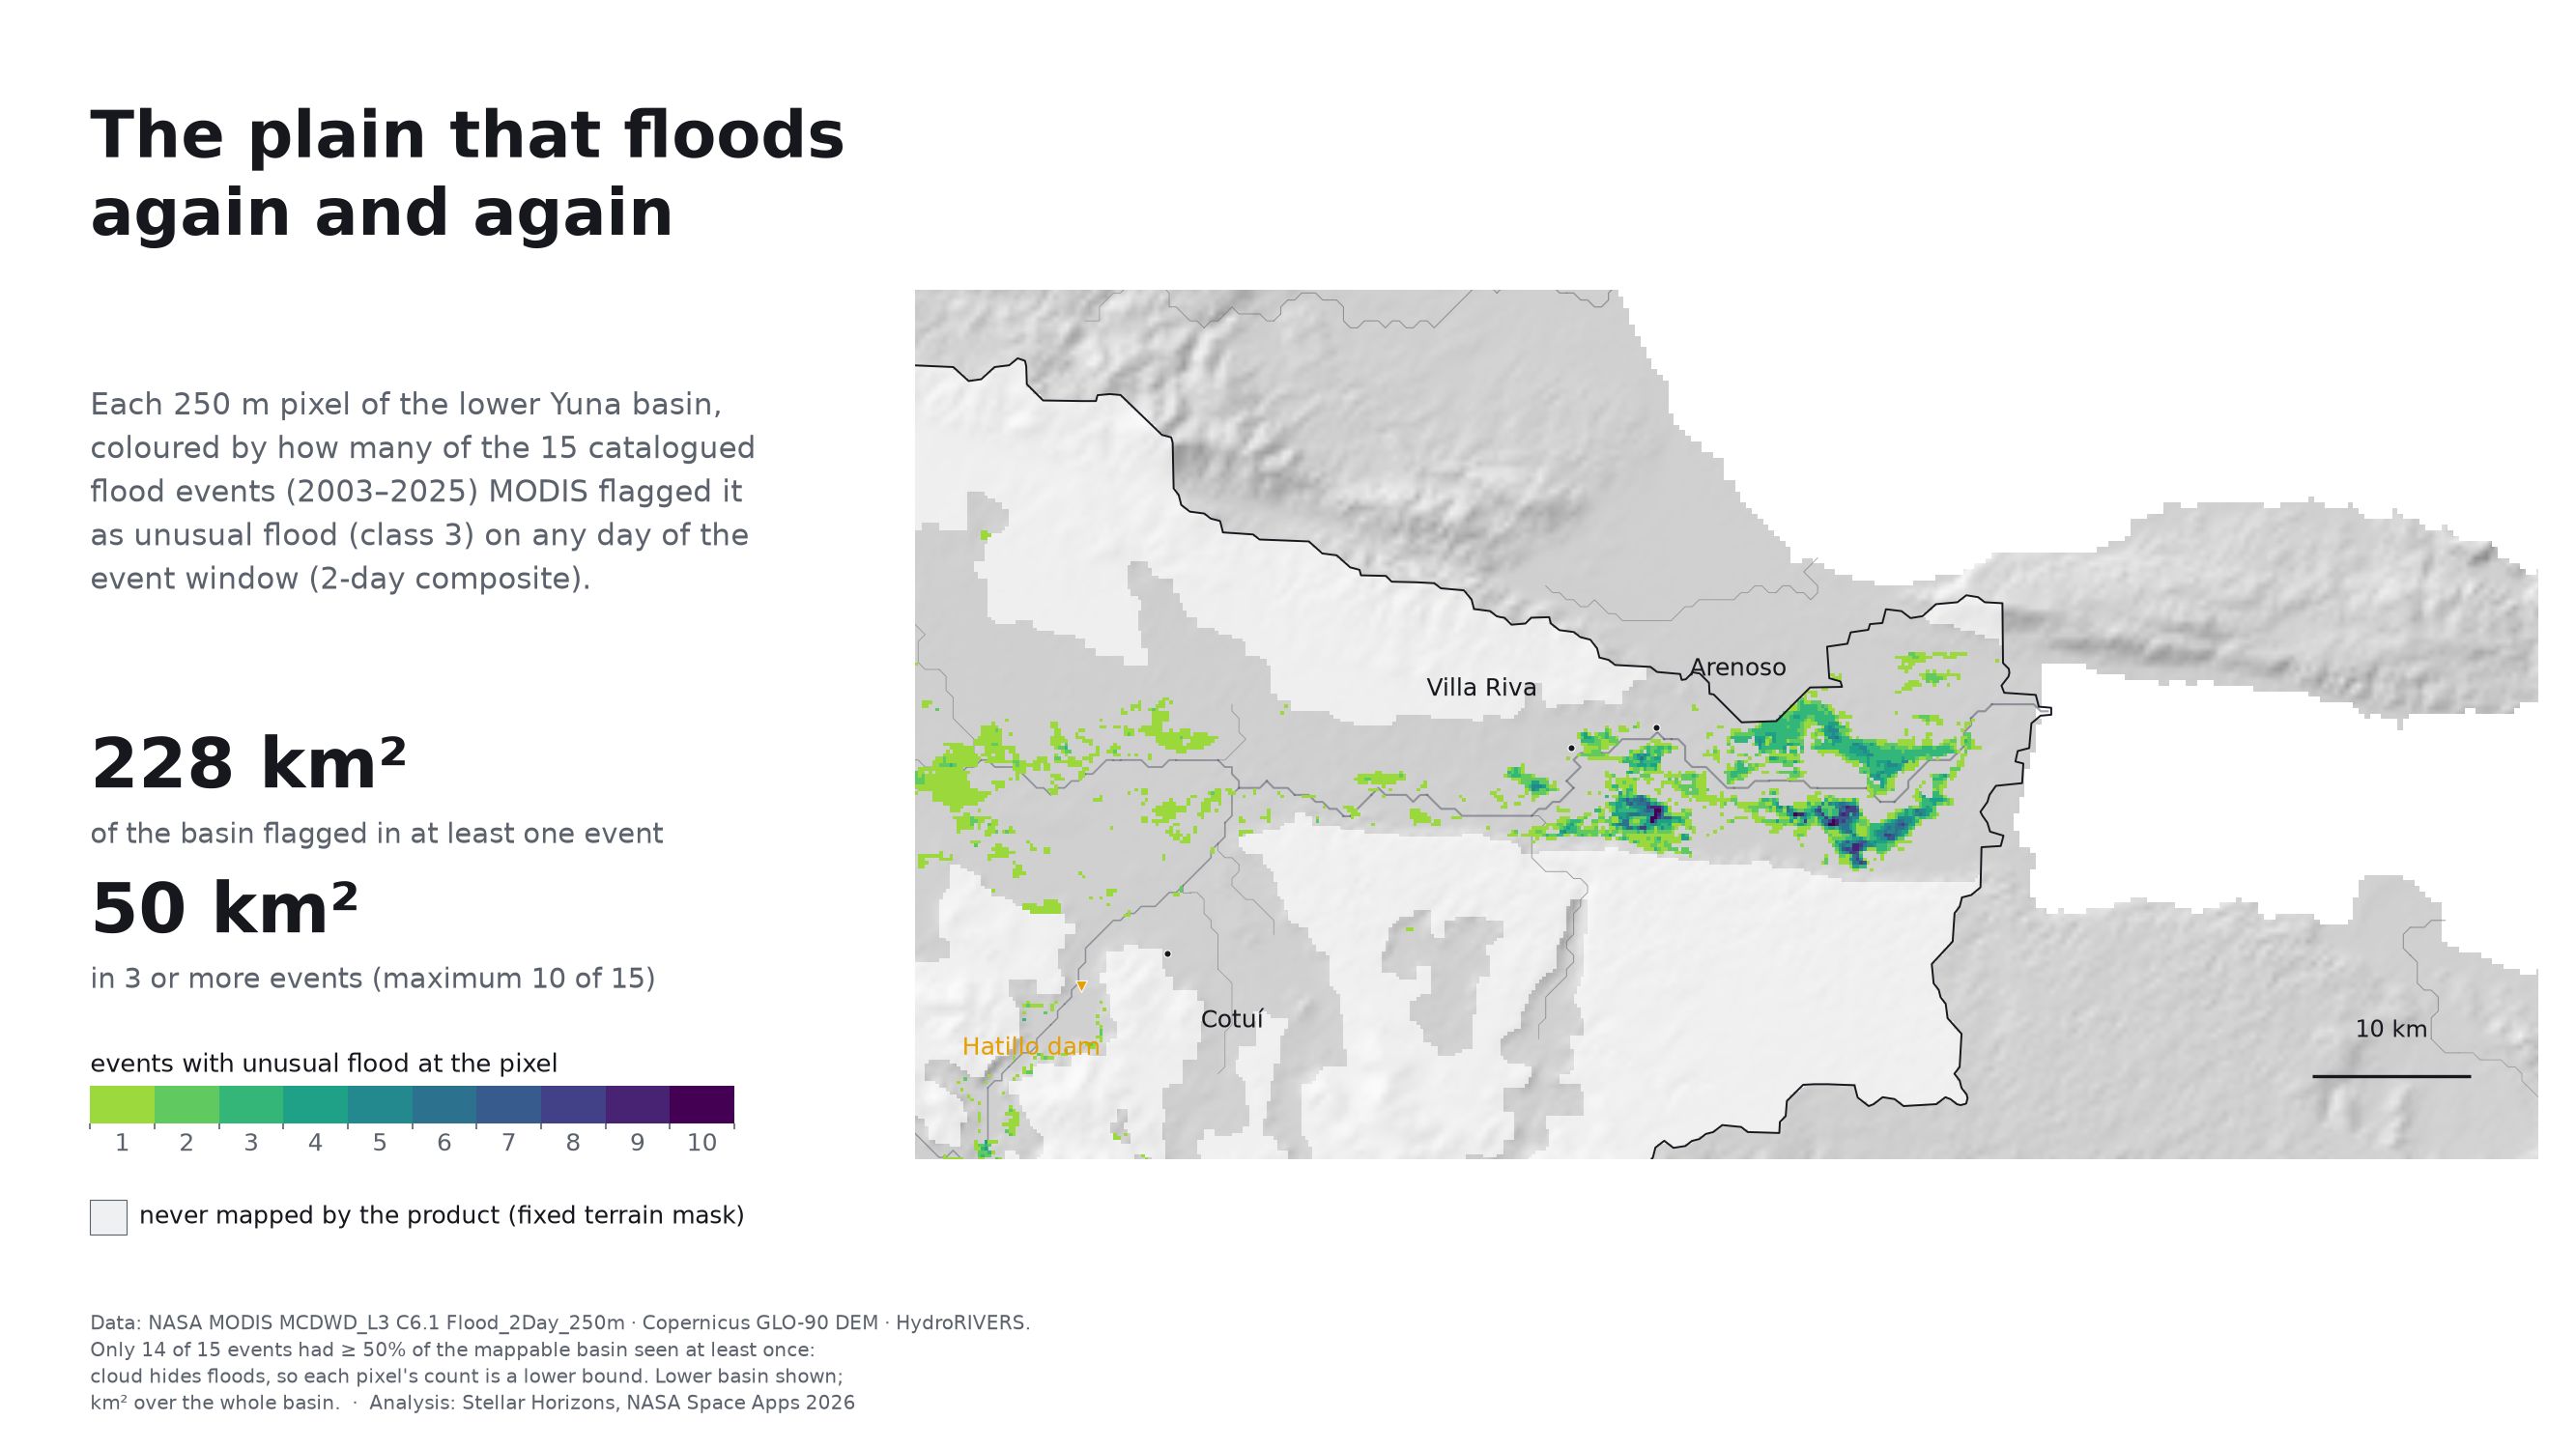 The plain that floods
again and again
Each 250 m pixel of the lower Yuna basin,
coloured by how many of the 15 catalogued
flood events (2003–2025) MODIS flagged it
as unusual flood (class 3) on any day of the
event window (2-day composite).
228 km²
of the basin flagged in at least one event
50 km²
in 3 or more events (maximum 10 of 15)
events with unusual flood at the pixel
1 2 3 4 5 6 7 8 9 10
never mapped by the product (fixed terrain mask)
Arenoso
Villa Riva
Cotuí
Hatillo dam
10 km
Data: NASA MODIS MCDWD_L3 C6.1 Flood_2Day_250m · Copernicus GLO-90 DEM · HydroRIVERS.
Only 14 of 15 events had ≥ 50% of the mappable basin seen at least once:
cloud hides floods, so each pixel's count is a lower bound. Lower basin shown;
km² over the whole basin. · Analysis: Stellar Horizons, NASA Space Apps 2026